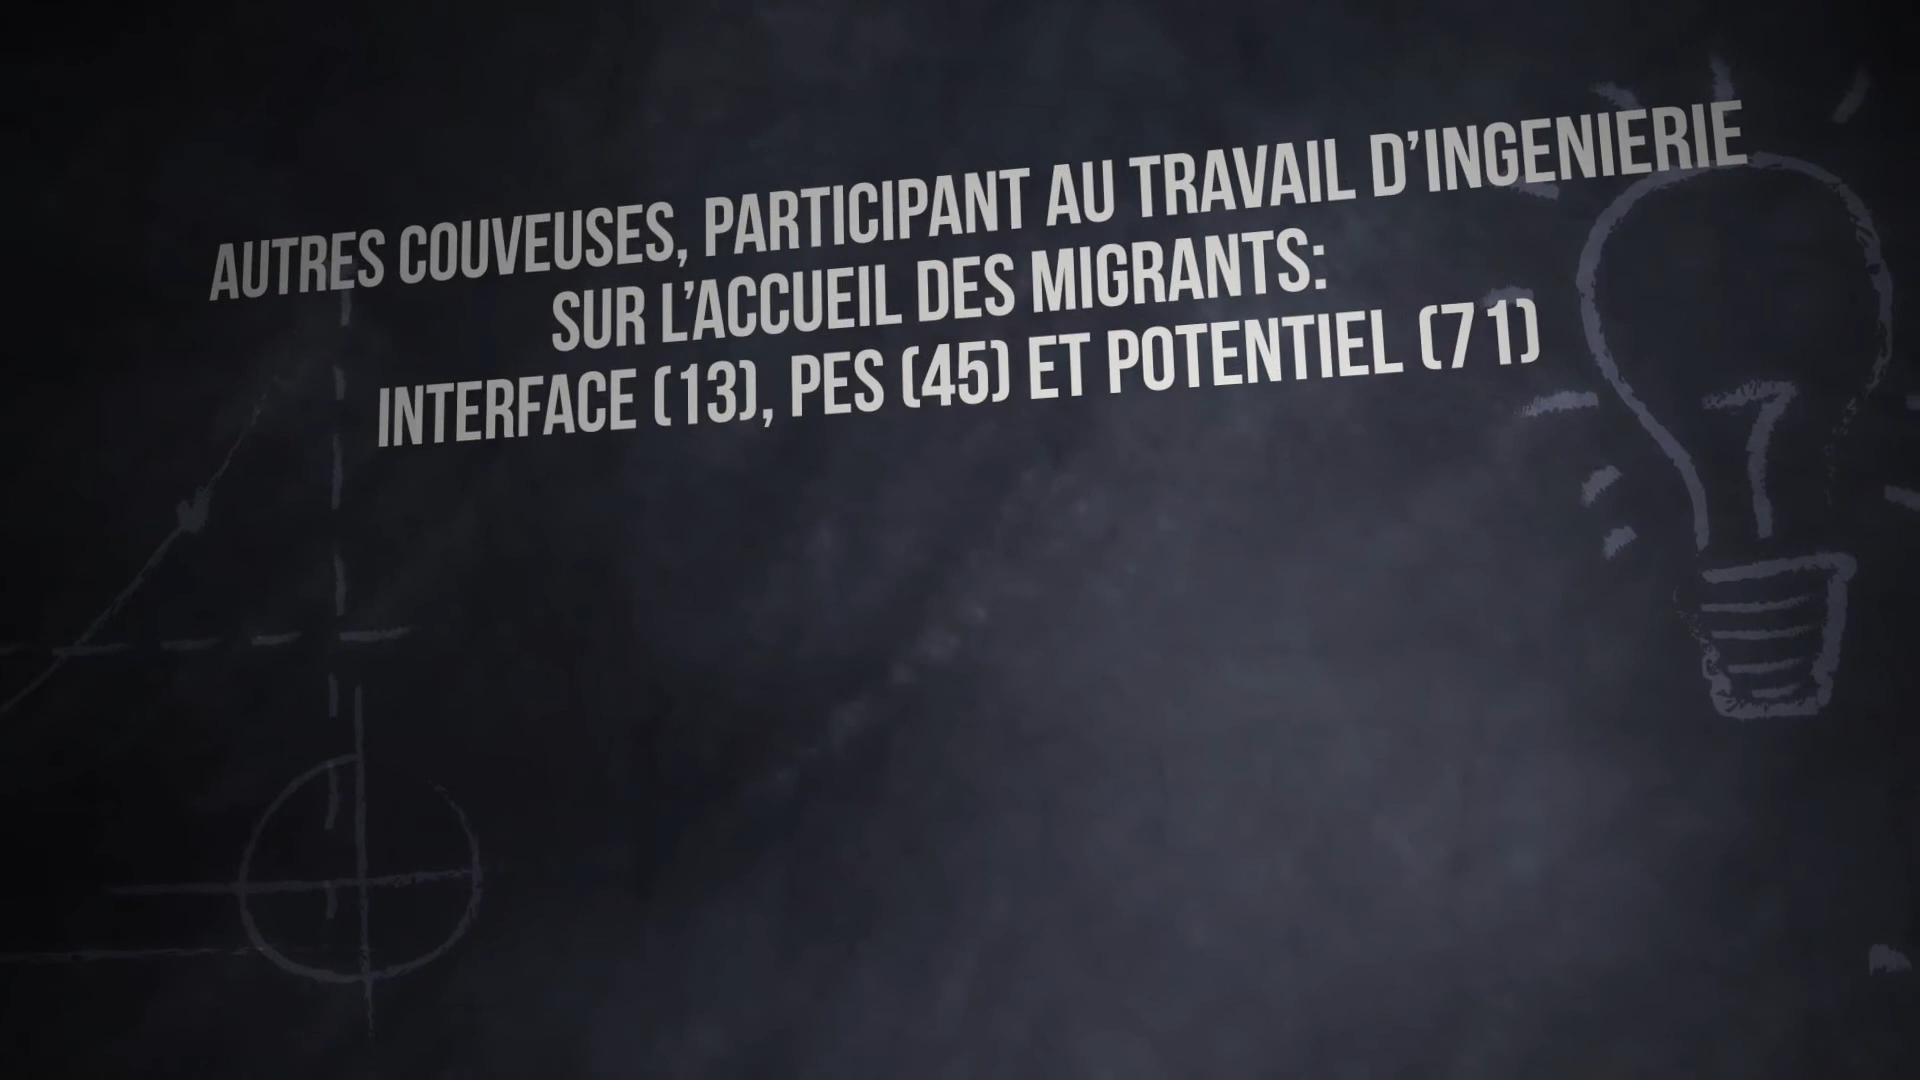 AUTRES COUVEUSES, PARTICIPANT AU TRAVAIL D’INGENIERIE
SUR L’ACCUEIL DES MIGRANTS:
INTERFACE (13), PES (45) ET POTENTIEL (71)